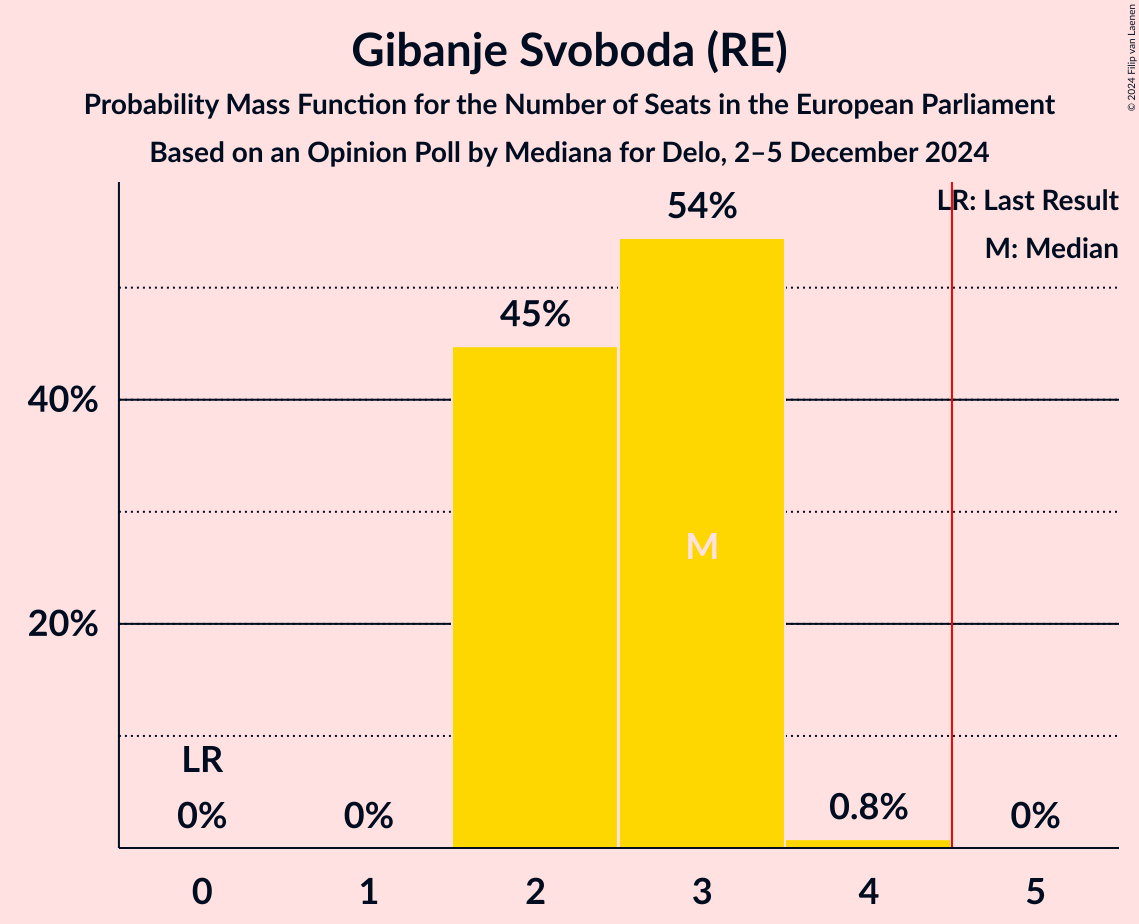 Gibanje Svoboda (RE)
Probability Mass Function for the Number of Seats in the European Parliament
Based on an Opinion Poll by Mediana for Delo, 2–5 December 2024
© 2024 Filip van Laenen
LR: Last Result
M: Median
54%
45%
40%
M
20%
LR
0%
0%
0.8%
0%
0
1
2
3
4
5